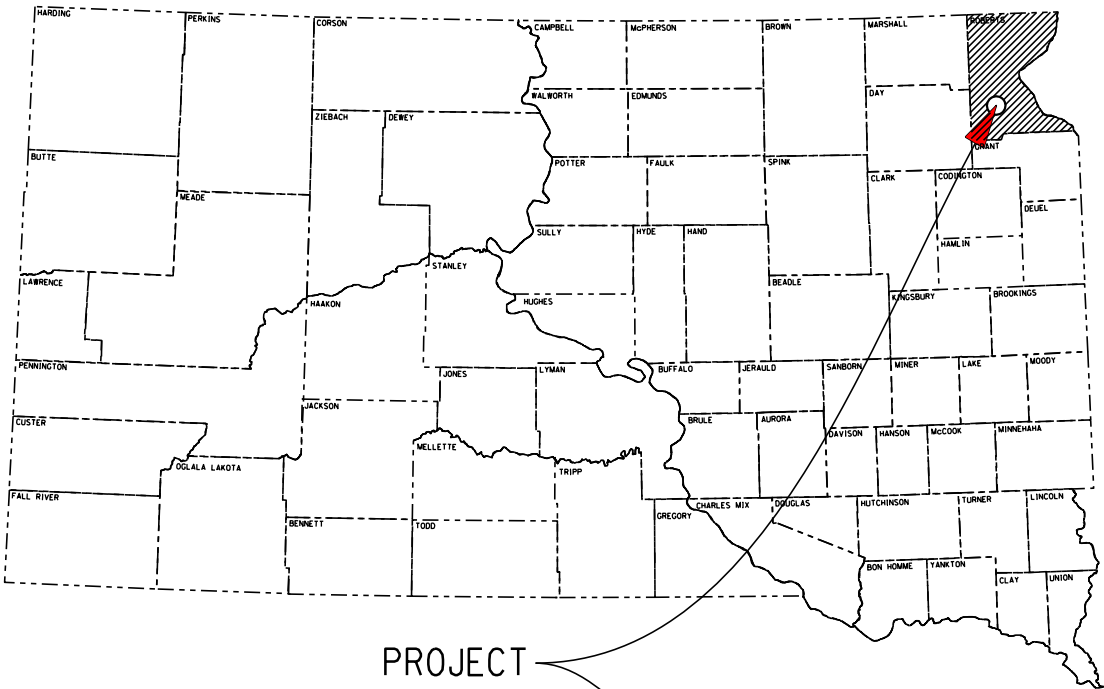 HARDING
PERKINS
CORSON
CAMPBELL
McPHERSON
BROWN
MARSHALL
ROBERTS
WALWORTH
EDMUNDS
DAY
ZIEBACH
DEWEY
GRANT
BUTTE
POTTER
FAULK
SPINK
CLARK
CODINGTON
MEADE
DEUEL
SULLY
HYDE
HAND
HAMLIN
STANLEY
LAWRENCE
HAAKON
HUGHES
BEADLE
KINGSBURY
BROOKINGS
PENNINGTON
JONES
LYMAN
BUFFALO
JERAULD
SANBORN
MINER
LAKE
MOODY
JACKSON
CUSTER
BRULE
AURORA
DAVISON
HANSON
McCOOK
MINNEHAHA
MELLETTE
OGLALA LAKOTA
TRIPP
FALL RIVER
GREGORY
CHARLES MIX
DOUGLAS
HUTCHINSON
TURNER
LINCOLN
BENNETT
TODD
BON HOMME
YANKTON
CLAY
UNION
PROJECT